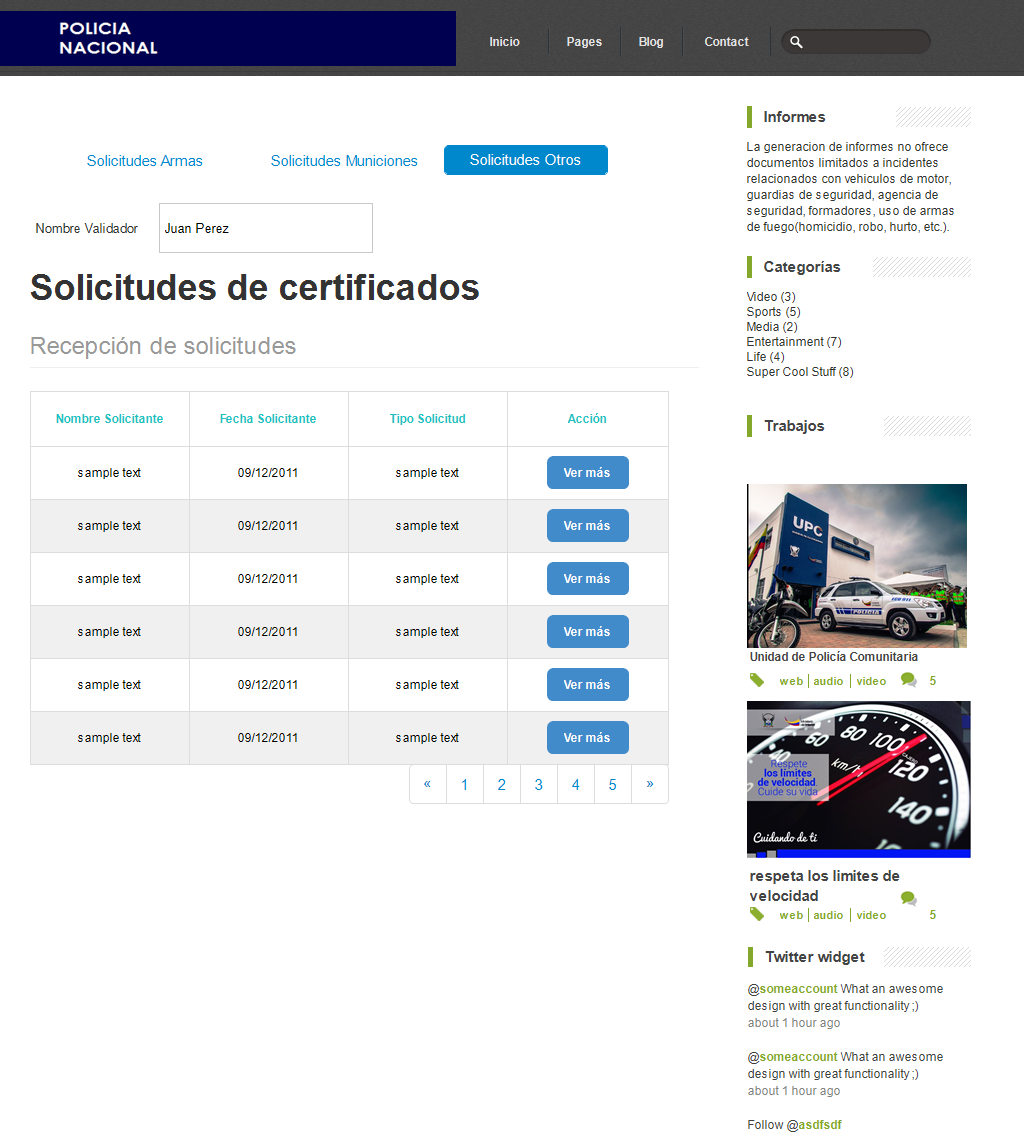 POLICIA
NACIONAL
Inicio
Pages
Blog
Contact
Solicitudes Armas
Solicitudes Municiones
Solicitudes Otros
Nombre Validador
Juan Perez
Solicitudes de certificados
Recepción de solicitudes
Nombre Solicitante Fecha Solicitante Tipo Solicitud Acción
sample text 09/12/2011 sample text Ver más
sample text 09/12/2011 sample text Ver más
sample text 09/12/2011 sample text Ver más
sample text 09/12/2011 sample text Ver más
sample text 09/12/2011 sample text Ver más
sample text 09/12/2011 sample text Ver más
« 1 2 3 4 5 »
Informes
La generacion de informes no ofrece
documentos limitados a incidentes
relacionados con vehiculos de motor,
guardias de seguridad, agencia de
seguridad, formadores, uso de armas
de fuego(homicidio, robo, hurto, etc.).
Categorías
Video (3)
Sports (5)
Media (2)
Entertainment (7)
Life (4)
Super Cool Stuff (8)
Trabajos
UPC
POLICIA
Unidad de Policía Comunitaria
web | audio | video 5
60 80 100 120 140
km/h
Respete
los límites
de velocidad.
Cuide su vida
Cuidando de ti
respeta los limites de
velocidad
web | audio | video 5
Twitter widget
@someaccount What an awesome
design with great functionality ;)
about 1 hour ago
@someaccount What an awesome
design with great functionality ;)
about 1 hour ago
Follow @asdfsdf